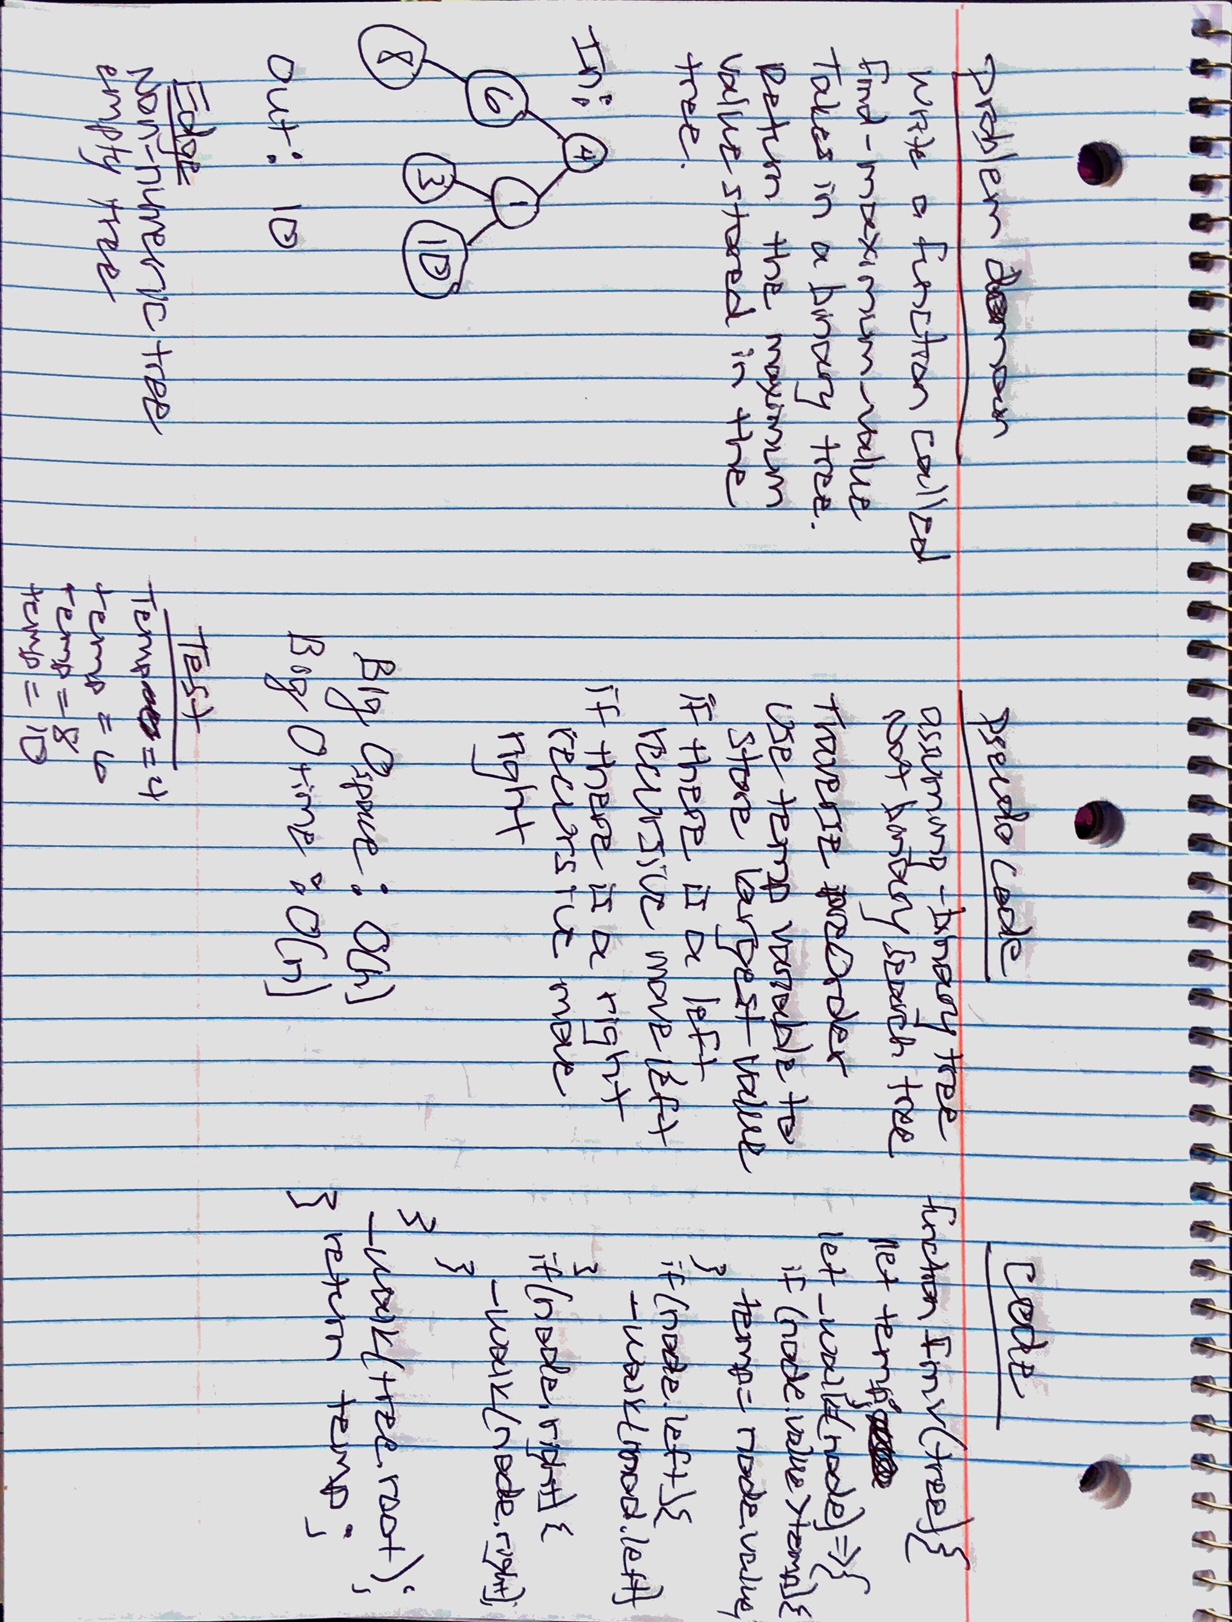 Problem domain
write a function called
find-maximum-value
Takes in a binary tree.
Return the maximum
value stored in the
tree.
In:
4
6
1
8
3
10
Out: 10
Edge
Non-numeric tree
empty tree
pseudo code
assuming - binary tree
not binary search tree
traverse preOrder
use temp variable to
store largest value
if there is a left
recursive move left
if there is a right
recursive move
right
Big O space: O(h)
Big O time: O(n)
Test
Temp = 4
temp = 6
temp = 8
temp = 10
Code
function Fmv(tree){
let temp;
let _walk=(node)=>{
if(node.value>temp){
temp=node.value;
}
if(node.left){
_walk(nod.left)
}
if(node.right){
_walk(node.right);
}
}
_walk(tree.root);
return temp;
}